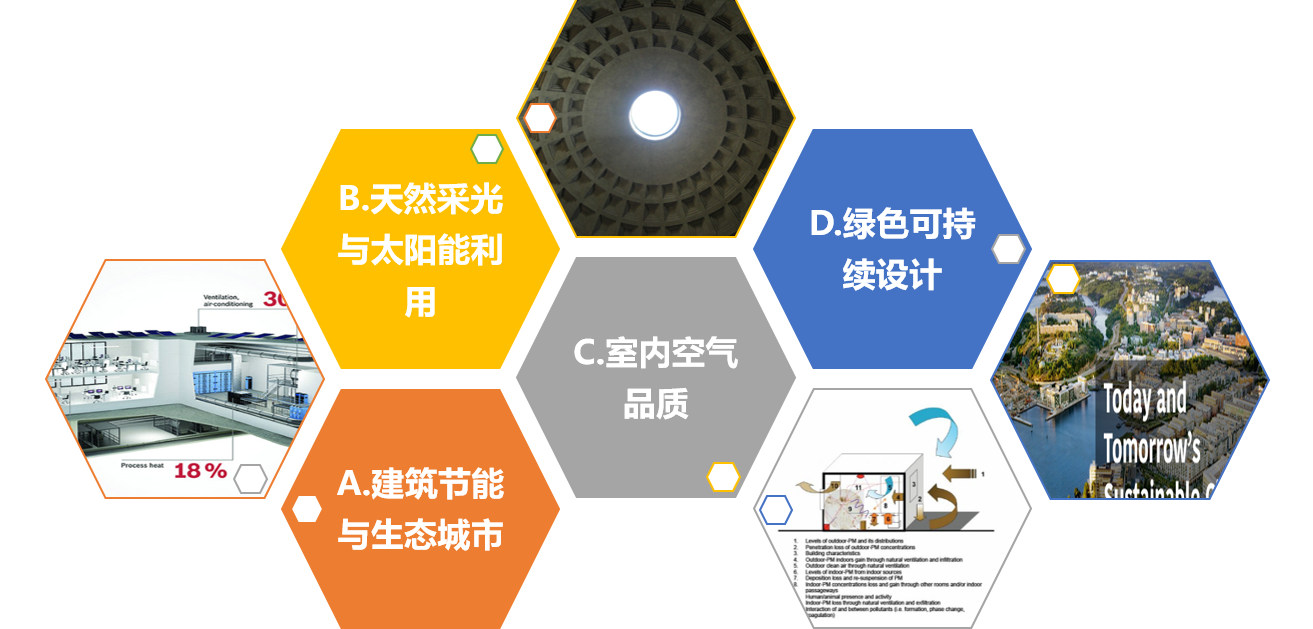 B.天然采光
与太阳能利
用
D.绿色可持
续设计
C.室内空气
品质
A.建筑节能
与生态城市
Ventilation,
air-conditioning
Process heat
18 %
Today and
Tomorrow's
Sustainable
1
11
3
8
9
2
6
1. Levels of outdoor-PM and its distributions
2. Penetration loss of outdoor-PM concentrations
3. Building characteristics
4. Outdoor-PM indoors gain through natural ventilation and infiltration
5. Outdoor clean air through natural ventilation
6. Levels of indoor-PM from indoor sources
7. Deposition loss and re-suspension of PM
8. Indoor-PM concentrations loss and gain through other rooms and/or indoor
passageways
Human/animal presence and activity
Indoor-PM loss through natural ventilation and exfiltration
Interaction of and between pollutants (i.e. formation, phase change,